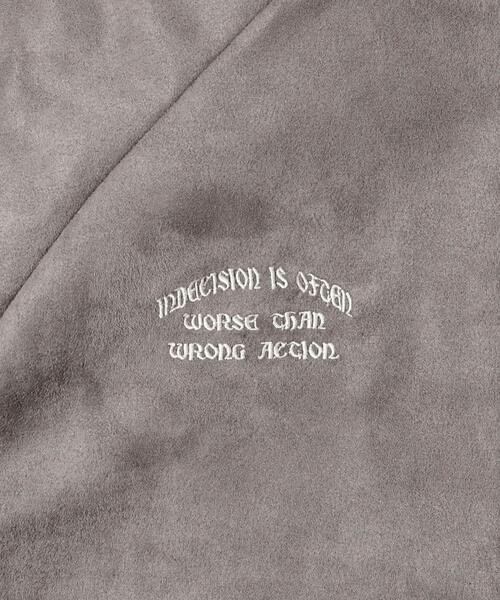 INDECISION IS OFTEN
WORSE THAN
WRONG ACTION